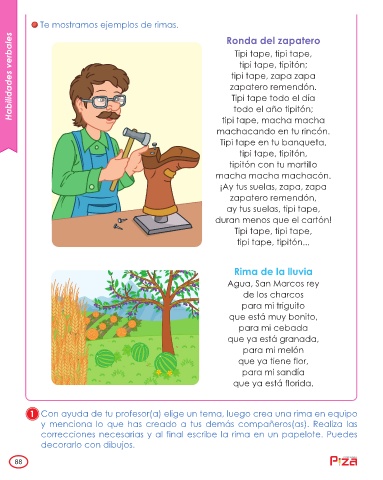 Habilidades verbales
Te mostramos ejemplos de rimas.
Ronda del zapatero
Tipi tape, tipi tape,
tipi tape, tipitón;
tipi tape, zapa zapa
zapatero remendón.
Tipi tape todo el día
todo el año tipitón;
tipi tape, macha macha
machacando en tu rincón.
Tipi tape en tu banqueta,
tipi tape, tipitón,
tipitón con tu martillo
macha macha machacón.
¡Ay tus suelas, zapa, zapa
zapatero remendón,
ay tus suelas, tipi tape,
duran menos que el cartón!
Tipi tape, tipi tape,
tipi tape, tipitón...
Rima de la lluvia
Agua, San Marcos rey
de los charcos
para mi triguito
que está muy bonito,
para mi cebada
que ya está granada,
para mi melón
que ya tiene flor,
para mi sandía
que ya está florida.
1 Con ayuda de tu profesor(a) elige un tema, luego crea una rima en equipo
y menciona lo que has creado a tus demás compañeros(as). Realiza las
correcciones necesarias y al final escribe la rima en un papelote. Puedes
decorarlo con dibujos.
88